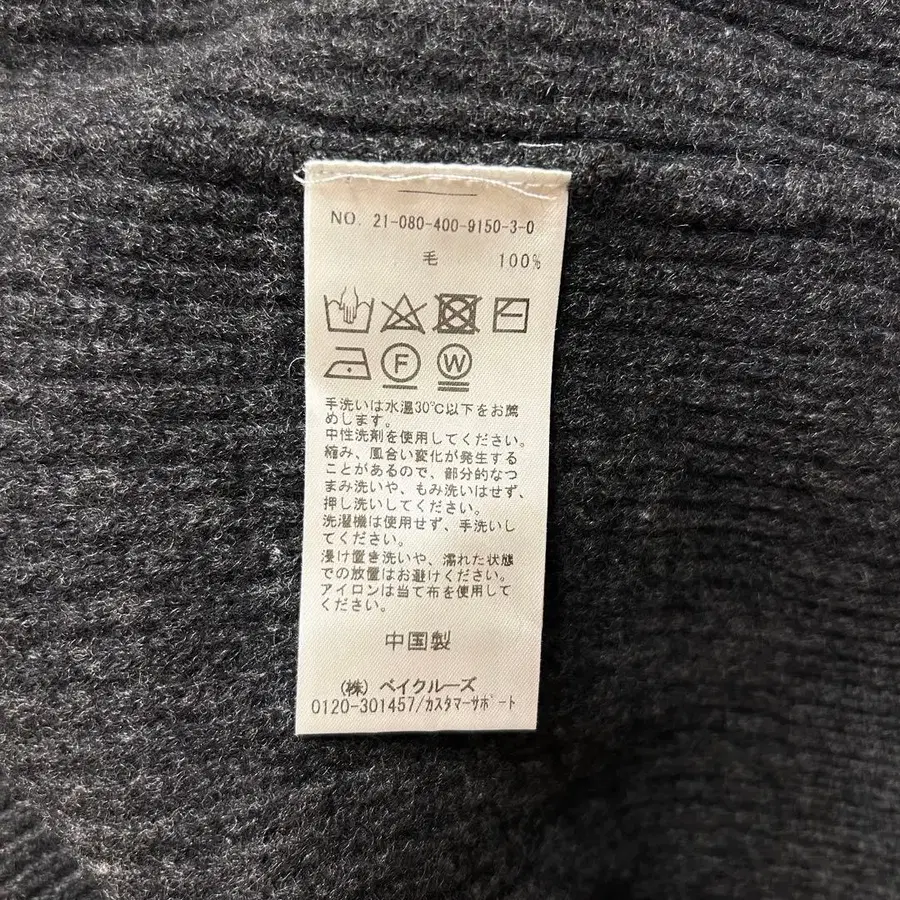 NO. 21-080-400-9150-3-0
毛 100%
F W
手洗いは水温30℃以下をお薦
めします。
中性洗剤を使用してください。
縮み、風合い変化が発生する
ことがあるので、部分的なつ
まみ洗いや、もみ洗いはせず、
押し洗いしてください。
洗濯機は使用せず、手洗いし
てください。
浸け置き洗いや、濡れた状態
での放置はお避けください。
アイロンは当て布を使用して
ください。
中国製
(株) ベイクルーズ
0120-301457/カスタマーサポート